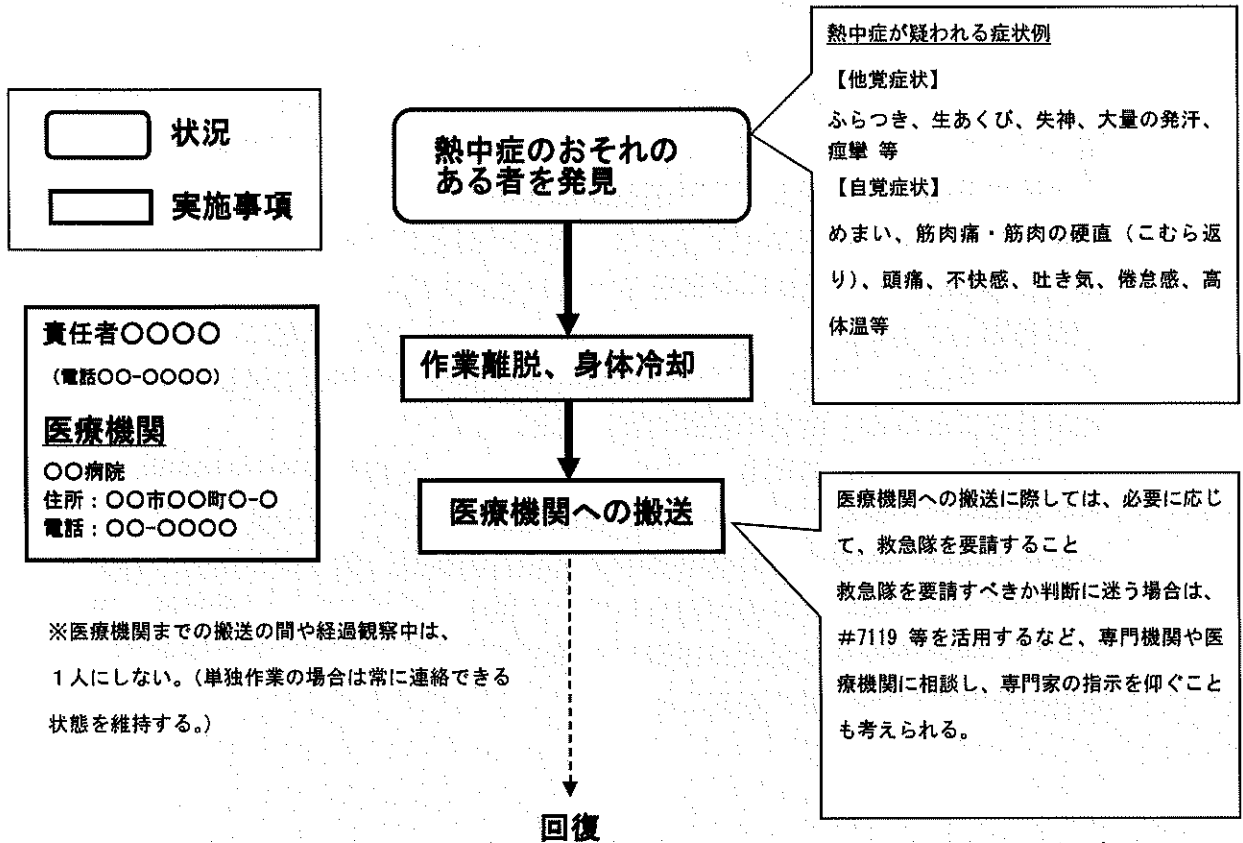 状況
実施事項
熱中症のおそれの
ある者を発見
熱中症が疑われる症状例
【他覚症状】
ふらつき、生あくび、失神、大量の発汗、
痙攣 等
【自覚症状】
めまい、筋肉痛・筋肉の硬直（こむら返
り）、頭痛、不快感、吐き気、倦怠感、高
体温等
責任者〇〇〇〇
（電話〇〇-〇〇〇〇）
医療機関
〇〇病院
住所：〇〇市〇〇町〇-〇
電話：〇〇-〇〇〇〇
作業離脱、身体冷却
医療機関への搬送
医療機関への搬送に際しては、必要に応じ
て、救急隊を要請すること
救急隊を要請すべきか判断に迷う場合は、
#7119 等を活用するなど、専門機関や医
療機関に相談し、専門家の指示を仰ぐこと
も考えられる。
※医療機関までの搬送の間や経過観察中は、
１人にしない。（単独作業の場合は常に連絡できる
状態を維持する。）
回復